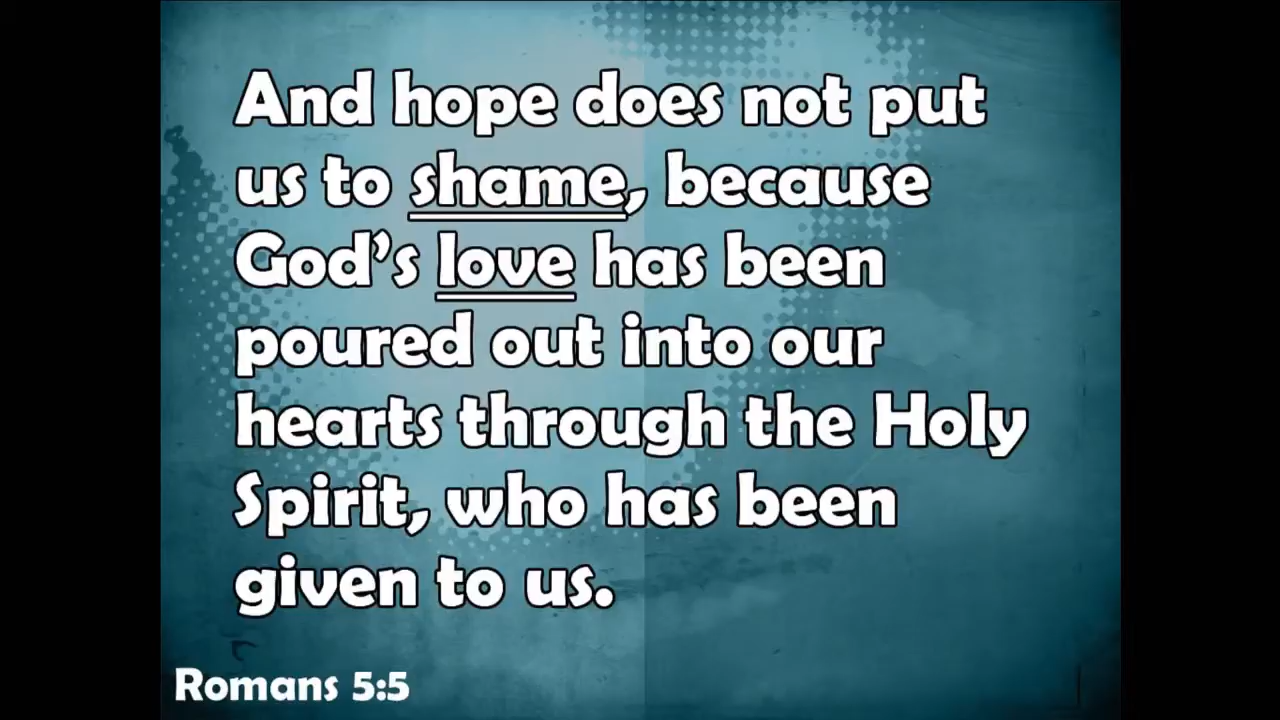 And hope does not put
us to shame, because
God’s love has been
poured out into our
hearts through the Holy
Spirit, who has been
given to us.
Romans 5:5